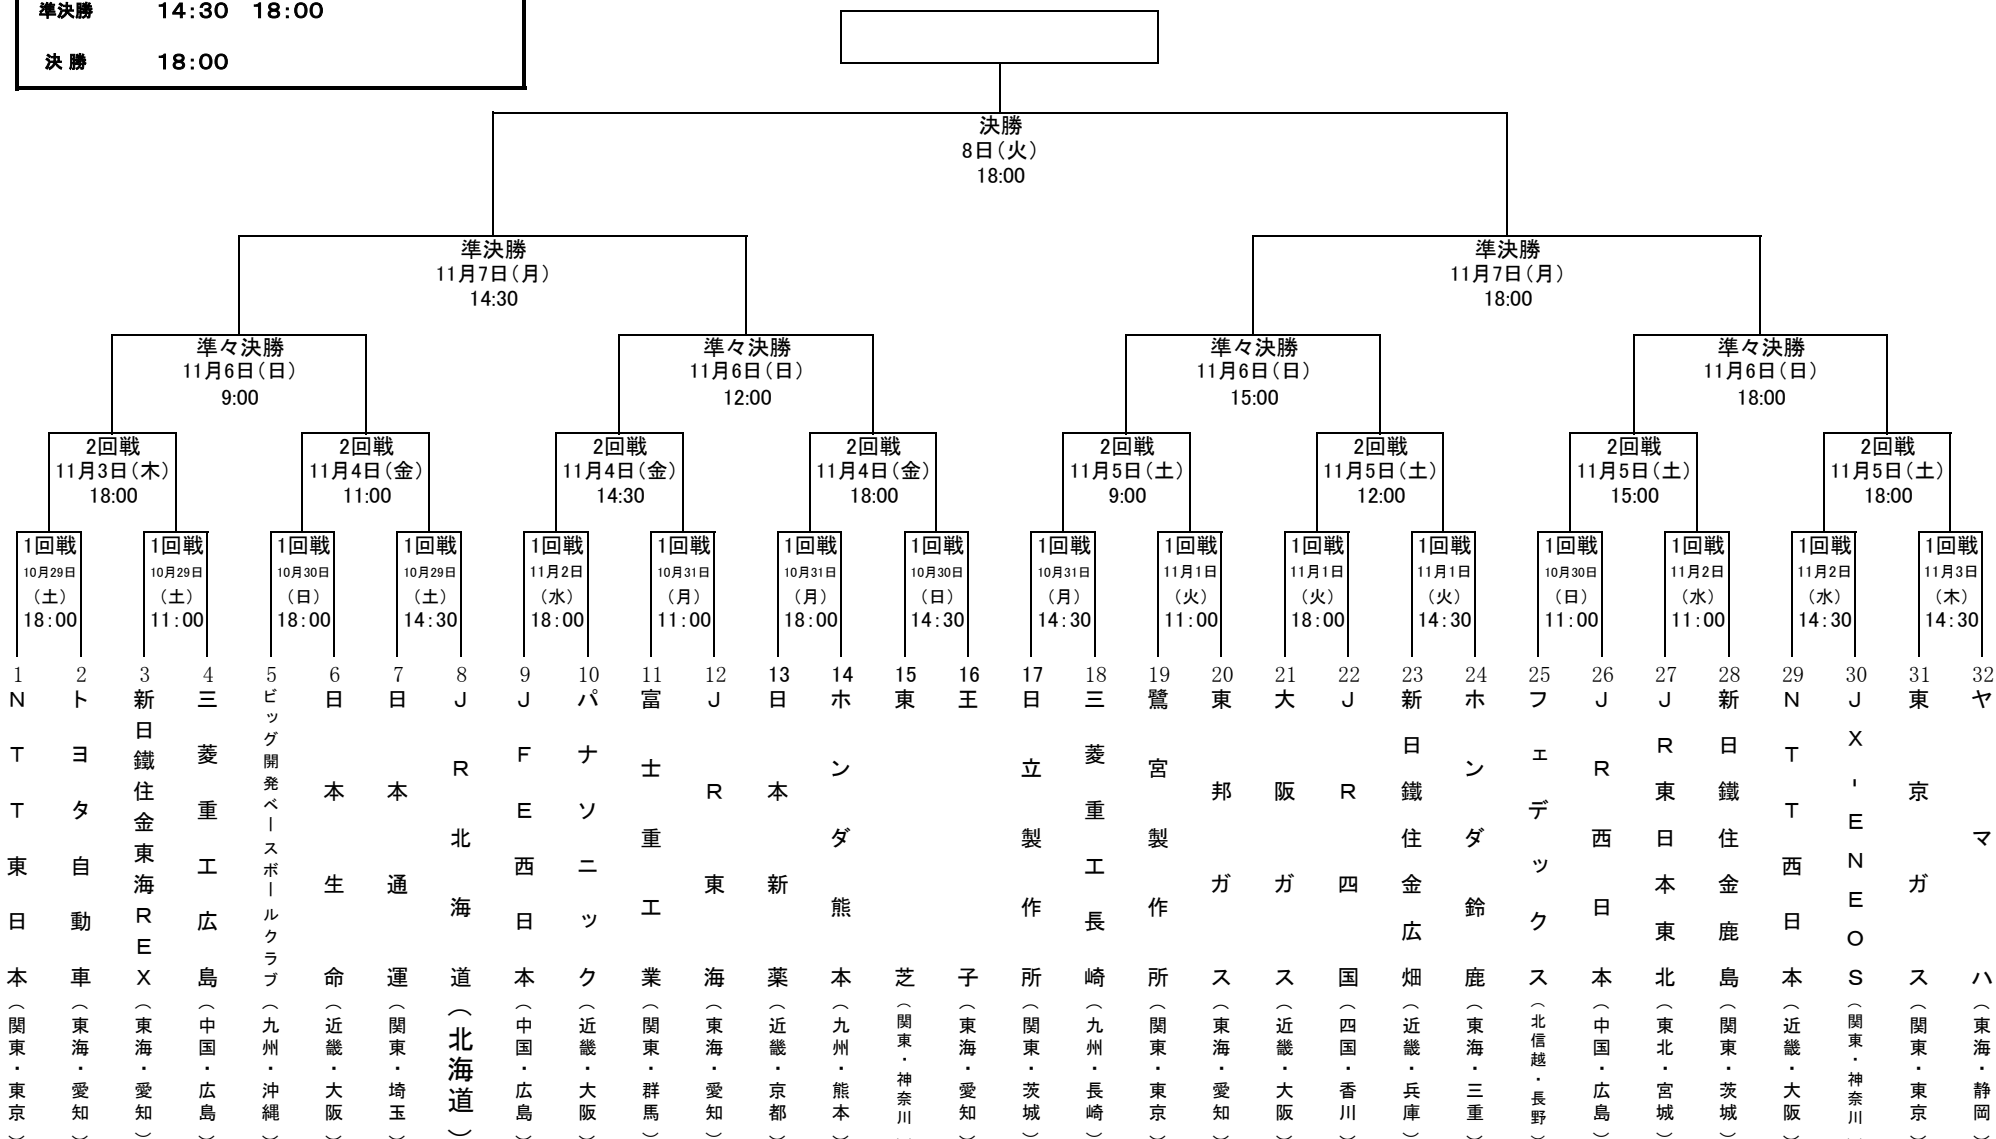 準決勝 14:30 18:00
決 勝 18:00
決勝
8日(火)
18:00
準決勝
11月7日(月)
14:30
準決勝
11月7日(月)
18:00
準々決勝
11月6日(日)
9:00
準々決勝
11月6日(日)
12:00
準々決勝
11月6日(日)
15:00
準々決勝
11月6日(日)
18:00
2回戦
11月3日(木)
18:00
2回戦
11月4日(金)
11:00
2回戦
11月4日(金)
14:30
2回戦
11月4日(金)
18:00
2回戦
11月5日(土)
9:00
2回戦
11月5日(土)
12:00
2回戦
11月5日(土)
15:00
2回戦
11月5日(土)
18:00
1回戦
10月29日
(土)
18:00
1回戦
10月29日
(土)
11:00
1回戦
10月30日
(日)
18:00
1回戦
10月29日
(土)
14:30
1回戦
11月2日
(水)
18:00
1回戦
10月31日
(月)
11:00
1回戦
10月31日
(月)
18:00
1回戦
10月30日
(日)
14:30
1回戦
10月31日
(月)
14:30
1回戦
11月1日
(火)
11:00
1回戦
11月1日
(火)
18:00
1回戦
11月1日
(火)
14:30
1回戦
10月30日
(日)
11:00
1回戦
11月2日
(水)
11:00
1回戦
11月2日
(水)
14:30
1回戦
11月3日
(木)
14:30
1 NTT東日本(関東・東京)
2 トヨタ自動車(東海・愛知)
3 新日鐵住金東海REX(東海・愛知)
4 三菱重工広島(中国・広島)
5 ビッグ開発ベースボールクラブ(九州・沖縄)
6 日本生命(近畿・大阪)
7 日本通運(関東・埼玉)
8 JR北海道(北海道)
9 JFE西日本(中国・広島)
10 パナソニック(近畿・大阪)
11 富士重工業(関東・群馬)
12 JR東海(東海・愛知)
13 日本新薬(近畿・京都)
14 ホンダ熊本(九州・熊本)
15 東芝(関東・神奈川)
16 王子(東海・愛知)
17 日立製作所(関東・茨城)
18 三菱重工長崎(九州・長崎)
19 鷺宮製作所(関東・東京)
20 東邦ガス(東海・愛知)
21 大阪ガス(近畿・大阪)
22 JR四国(四国・香川)
23 新日鐵住金広畑(近畿・兵庫)
24 ホンダ鈴鹿(東海・三重)
25 フェデックス(北信越・長野)
26 JR西日本(中国・広島)
27 JR東日本東北(東北・宮城)
28 新日鐵住金鹿島(関東・茨城)
29 NTT西日本(近畿・大阪)
30 JX-ENEOS(関東・神奈川)
31 東京ガス(関東・東京)
32 ヤマハ(東海・静岡)